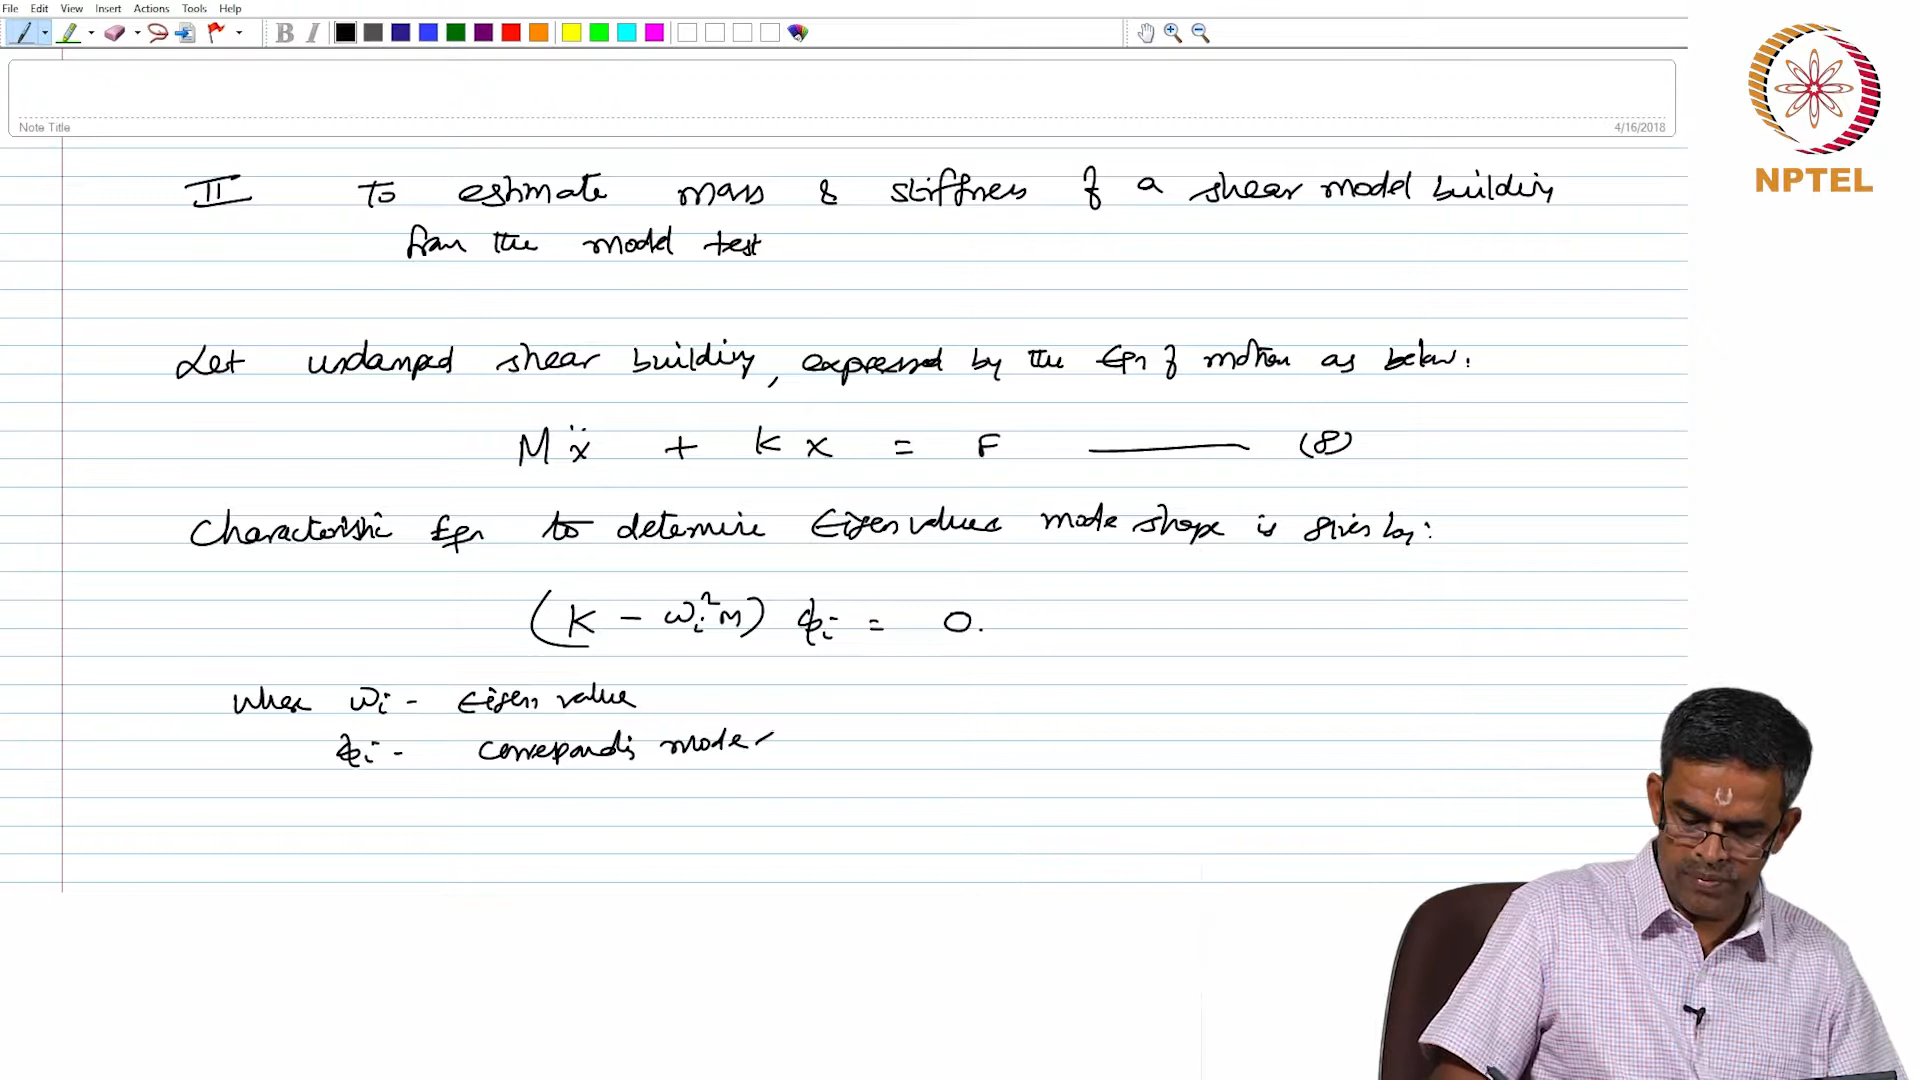 File Edit View Insert Actions Tools Help
B I
Note Title
4/16/2018
NPTEL
II To estimate mass & stiffness of a shear model building
from the model test
Let undamped shear building, expressed by the Eqn of motion as below:
M ẍ + K x = F ——— (8)
Characteristic Eqn to determine Eigen values mode shape is given by:
(K - ωi²M) ϕi = 0.
Where ωi - Eigen value
ϕi - corresponding mode